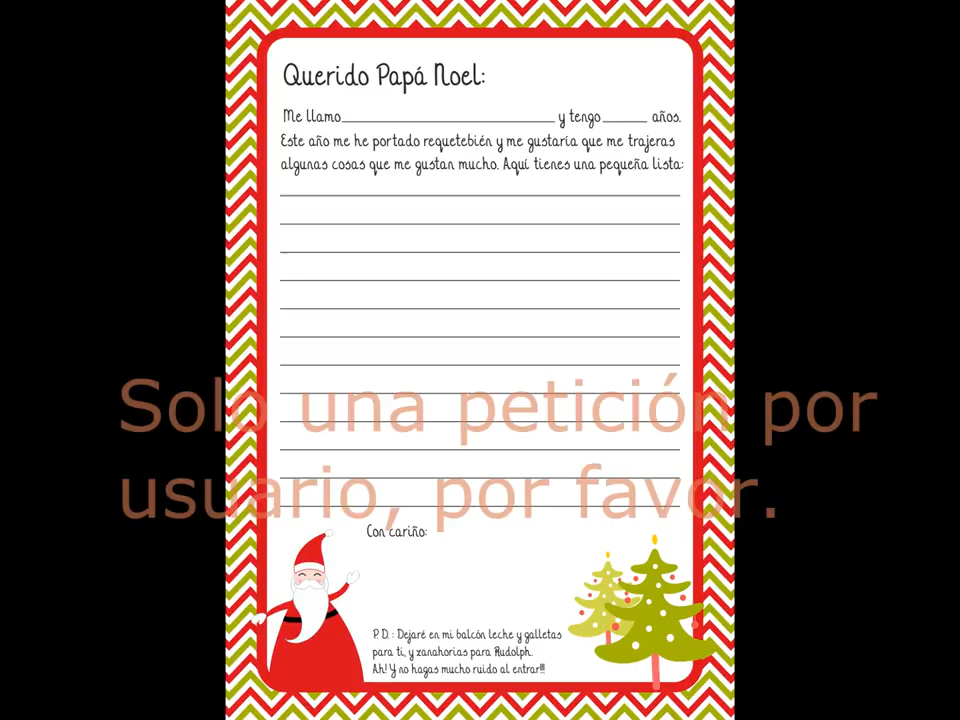 Querido Papá Noel:
Me llamo____________________ y tengo______ años.
Este año me he portado requetebién y me gustaría que me trajeras
algunas cosas que me gustan mucho. Aquí tienes una pequeña lista:
Solo una petición por
usuario, por favor.
Con cariño:
P.D. : Dejaré en mi balcón leche y galletas
para ti, y zanahorias para Rudolph.
Ah! Y no hagas mucho ruido al entrar!!!